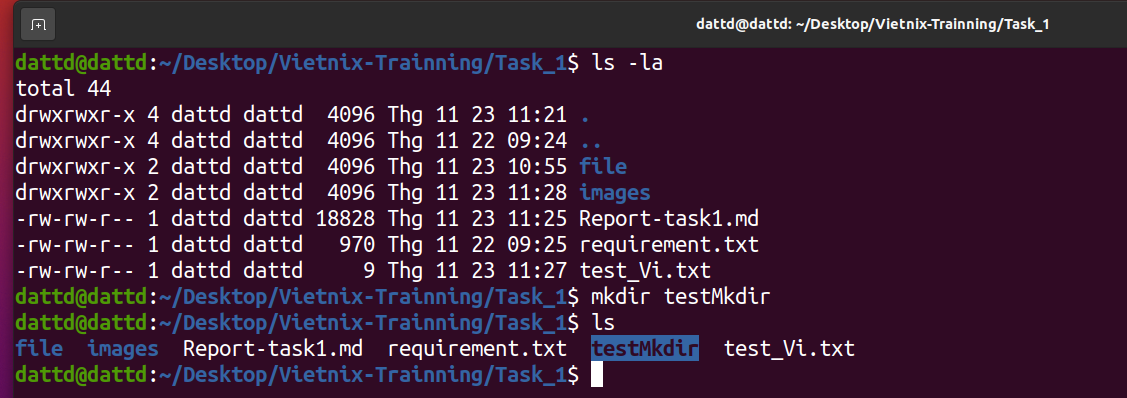 dattd@dattd: ~/Desktop/Vietnix-Trainning/Task_1
dattd@dattd:~/Desktop/Vietnix-Trainning/Task_1$ ls -la
total 44
drwxrwxr-x 4 dattd dattd  4096 Thg 11 23 11:21 .
drwxrwxr-x 4 dattd dattd  4096 Thg 11 22 09:24 ..
drwxrwxr-x 2 dattd dattd  4096 Thg 11 23 10:55 file
drwxrwxr-x 2 dattd dattd  4096 Thg 11 23 11:28 images
-rw-rw-r-- 1 dattd dattd 18828 Thg 11 23 11:25 Report-task1.md
-rw-rw-r-- 1 dattd dattd   970 Thg 11 22 09:25 requirement.txt
-rw-rw-r-- 1 dattd dattd     9 Thg 11 23 11:27 test_Vi.txt
dattd@dattd:~/Desktop/Vietnix-Trainning/Task_1$ mkdir testMkdir
dattd@dattd:~/Desktop/Vietnix-Trainning/Task_1$ ls
file  images  Report-task1.md  requirement.txt  testMkdir  test_Vi.txt
dattd@dattd:~/Desktop/Vietnix-Trainning/Task_1$